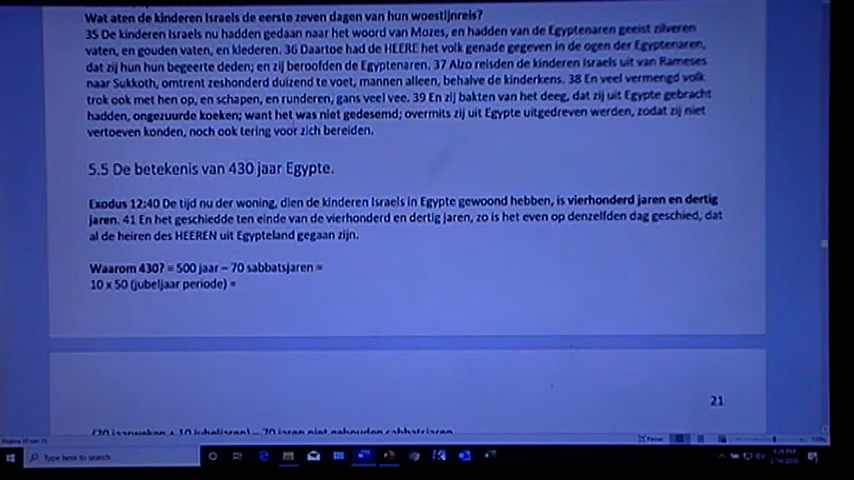 Wat aten de kinderen Israels de eerste zeven dagen van hun woestijnreis?
35 De kinderen Israels nu hadden gedaan naar het woord van Mozes, en hadden van de Egyptenaren geeist zilveren
vaten, en gouden vaten, en klederen. 36 Daartoe had de HEERE het volk genade gegeven in de ogen der Egyptenaren,
dat zij hun hun begeerte deden; en zij beroofden de Egyptenaren. 37 Alzo reisden de kinderen Israels uit van Rameses
naar Sukkoth, omtrent zeshonderd duizend te voet, mannen alleen, behalve de kinderkens. 38 En veel vermengd volk
trok ook met hen op, en schapen, en runderen, gans veel vee. 39 En zij bakten van het deeg, dat zij uit Egypte gebracht
hadden, ongezuurde koeken; want het was niet gedesemd; overmits zij uit Egypte uitgedreven werden, zodat zij niet
vertoeven konden, noch ook tering voor zich bereiden.
5.5 De betekenis van 430 jaar Egypte.
Exodus 12:40 De tijd nu der woning, dien de kinderen Israels in Egypte gewoond hebben, is vierhonderd jaren en dertig
jaren. 41 En het geschiedde ten einde van de vierhonderd en dertig jaren, zo is het even op denzelfden dag geschied, dat
al de heiren des HEEREN uit Egypteland gegaan zijn.
Waarom 430? = 500 jaar – 70 sabbatsjaren =
10 x 50 (jubeljaar periode) =
21
Focus
Type here to search